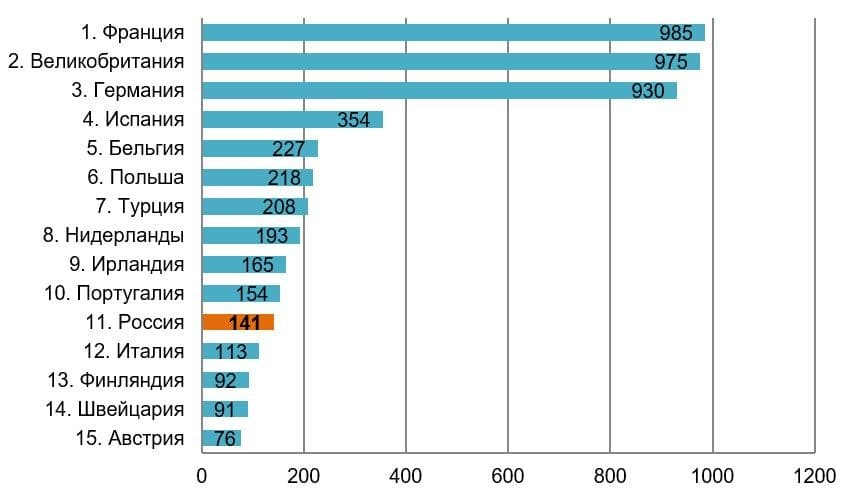 1. Франция 985
2. Великобритания 975
3. Германия 930
4. Испания 354
5. Бельгия 227
6. Польша 218
7. Турция 208
8. Нидерланды 193
9. Ирландия 165
10. Португалия 154
11. Россия 141
12. Италия 113
13. Финляндия 92
14. Швейцария 91
15. Австрия 76
0 200 400 600 800 1000 1200